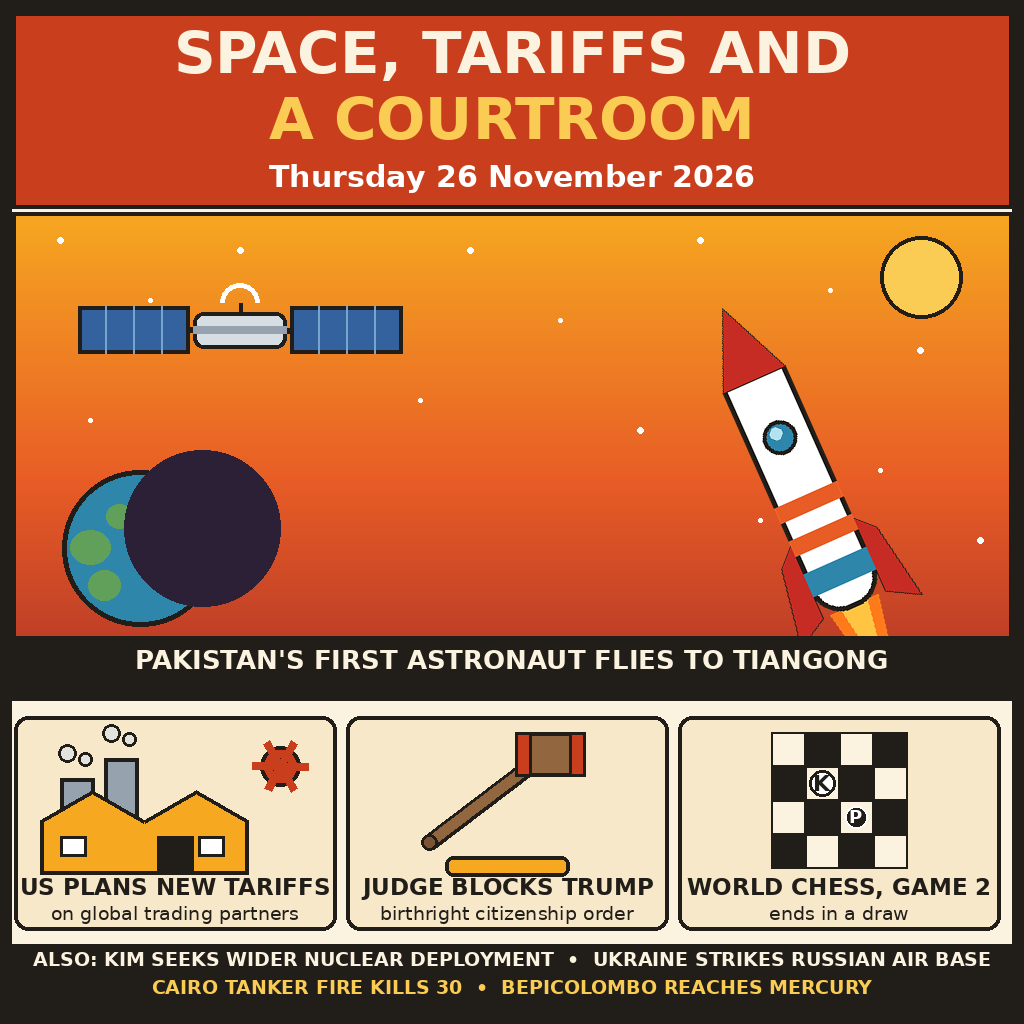 SPACE, TARIFFS AND
A COURTROOM
Thursday 26 November 2026
PAKISTAN'S FIRST ASTRONAUT FLIES TO TIANGONG
US PLANS NEW TARIFFS
on global trading partners
JUDGE BLOCKS TRUMP
birthright citizenship order
K
P
WORLD CHESS, GAME 2
ends in a draw
ALSO: KIM SEEKS WIDER NUCLEAR DEPLOYMENT • UKRAINE STRIKES RUSSIAN AIR BASE
CAIRO TANKER FIRE KILLS 30 • BEPICOLOMBO REACHES MERCURY